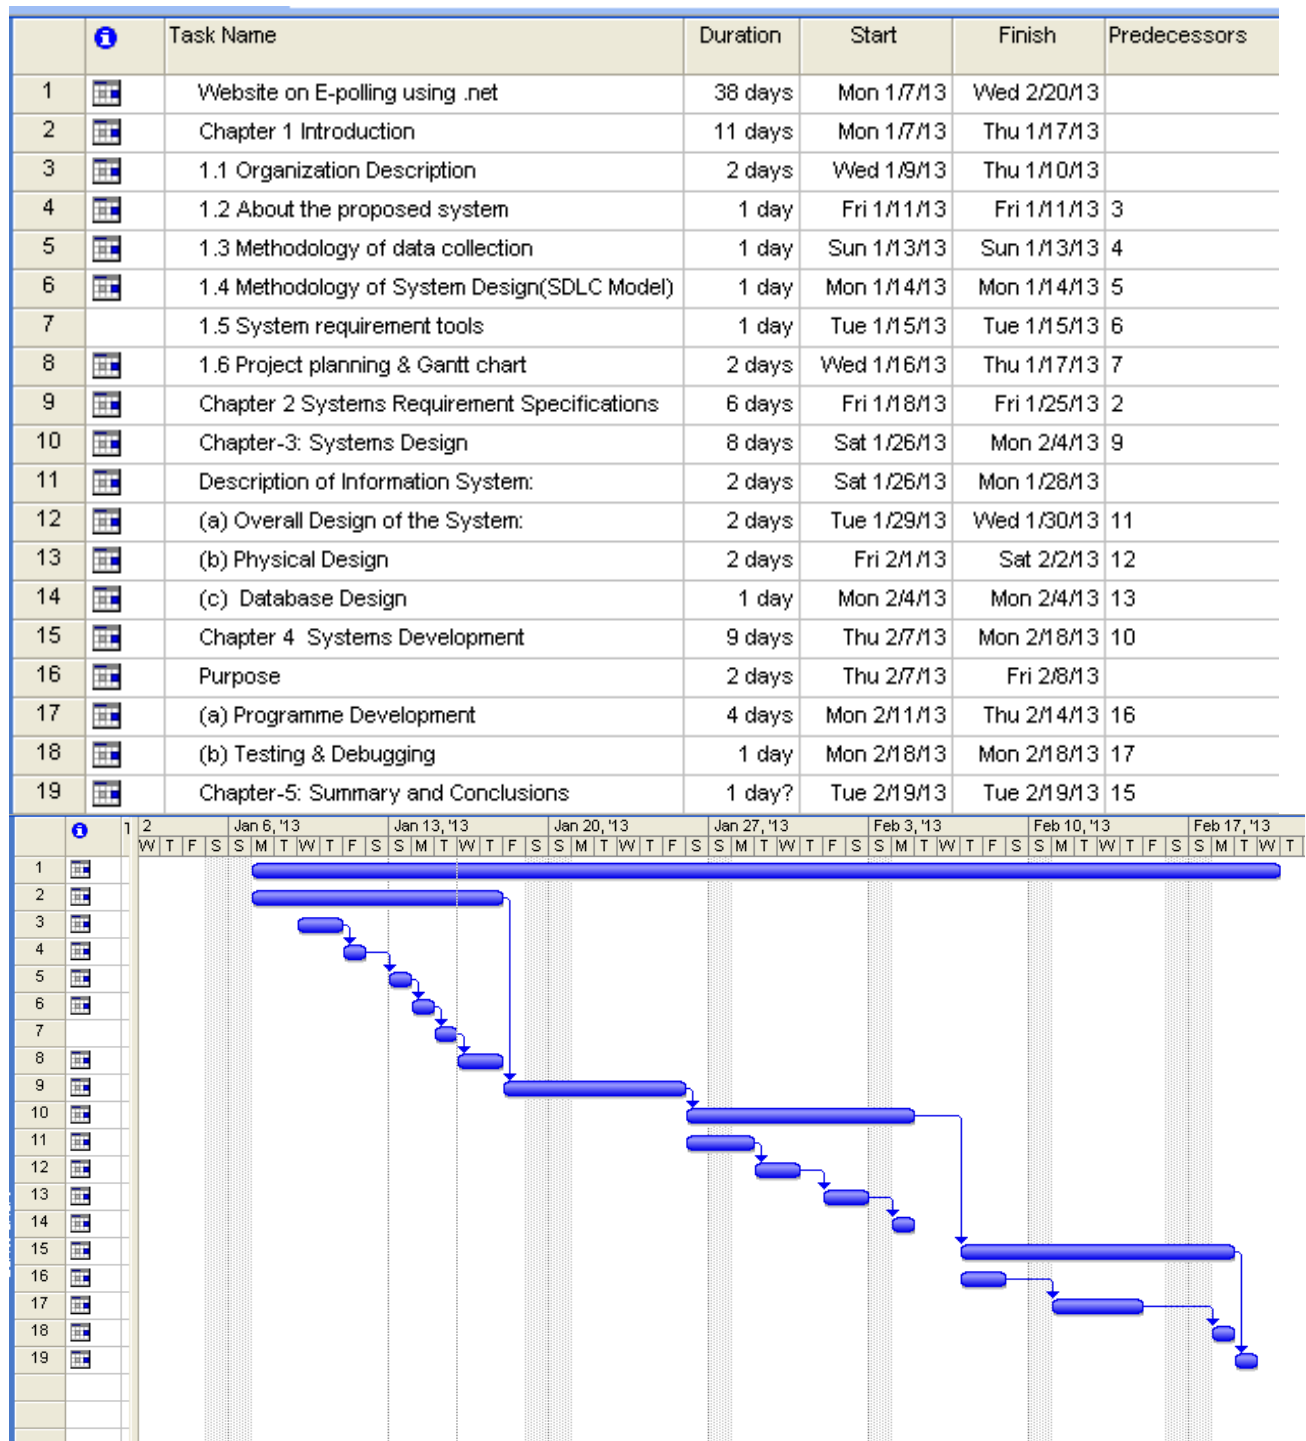 Task Name Duration Start Finish Predecessors
1 Website on E-polling using .net 38 days Mon 1/7/13 Wed 2/20/13
2 Chapter 1 Introduction 11 days Mon 1/7/13 Thu 1/17/13
3 1.1 Organization Description 2 days Wed 1/9/13 Thu 1/10/13
4 1.2 About the proposed system 1 day Fri 1/11/13 Fri 1/11/13 3
5 1.3 Methodology of data collection 1 day Sun 1/13/13 Sun 1/13/13 4
6 1.4 Methodology of System Design(SDLC Model) 1 day Mon 1/14/13 Mon 1/14/13 5
7 1.5 System requirement tools 1 day Tue 1/15/13 Tue 1/15/13 6
8 1.6 Project planning & Gantt chart 2 days Wed 1/16/13 Thu 1/17/13 7
9 Chapter 2 Systems Requirement Specifications 6 days Fri 1/18/13 Fri 1/25/13 2
10 Chapter-3: Systems Design 8 days Sat 1/26/13 Mon 2/4/13 9
11 Description of Information System: 2 days Sat 1/26/13 Mon 1/28/13
12 (a) Overall Design of the System: 2 days Tue 1/29/13 Wed 1/30/13 11
13 (b) Physical Design 2 days Fri 2/1/13 Sat 2/2/13 12
14 (c) Database Design 1 day Mon 2/4/13 Mon 2/4/13 13
15 Chapter 4 Systems Development 9 days Thu 2/7/13 Mon 2/18/13 10
16 Purpose 2 days Thu 2/7/13 Fri 2/8/13
17 (a) Programme Development 4 days Mon 2/11/13 Thu 2/14/13 16
18 (b) Testing & Debugging 1 day Mon 2/18/13 Mon 2/18/13 17
19 Chapter-5: Summary and Conclusions 1 day? Tue 2/19/13 Tue 2/19/13 15
2 Jan 6, '13 Jan 13, '13 Jan 20, '13 Jan 27, '13 Feb 3, '13 Feb 10, '13 Feb 17, '13
W T F S S M T W T F S S M T W T F S S M T W T F S S M T W T F S S M T W T F S S M T W T F S S M T W T
1
2
3
4
5
6
7
8
9
10
11
12
13
14
15
16
17
18
19